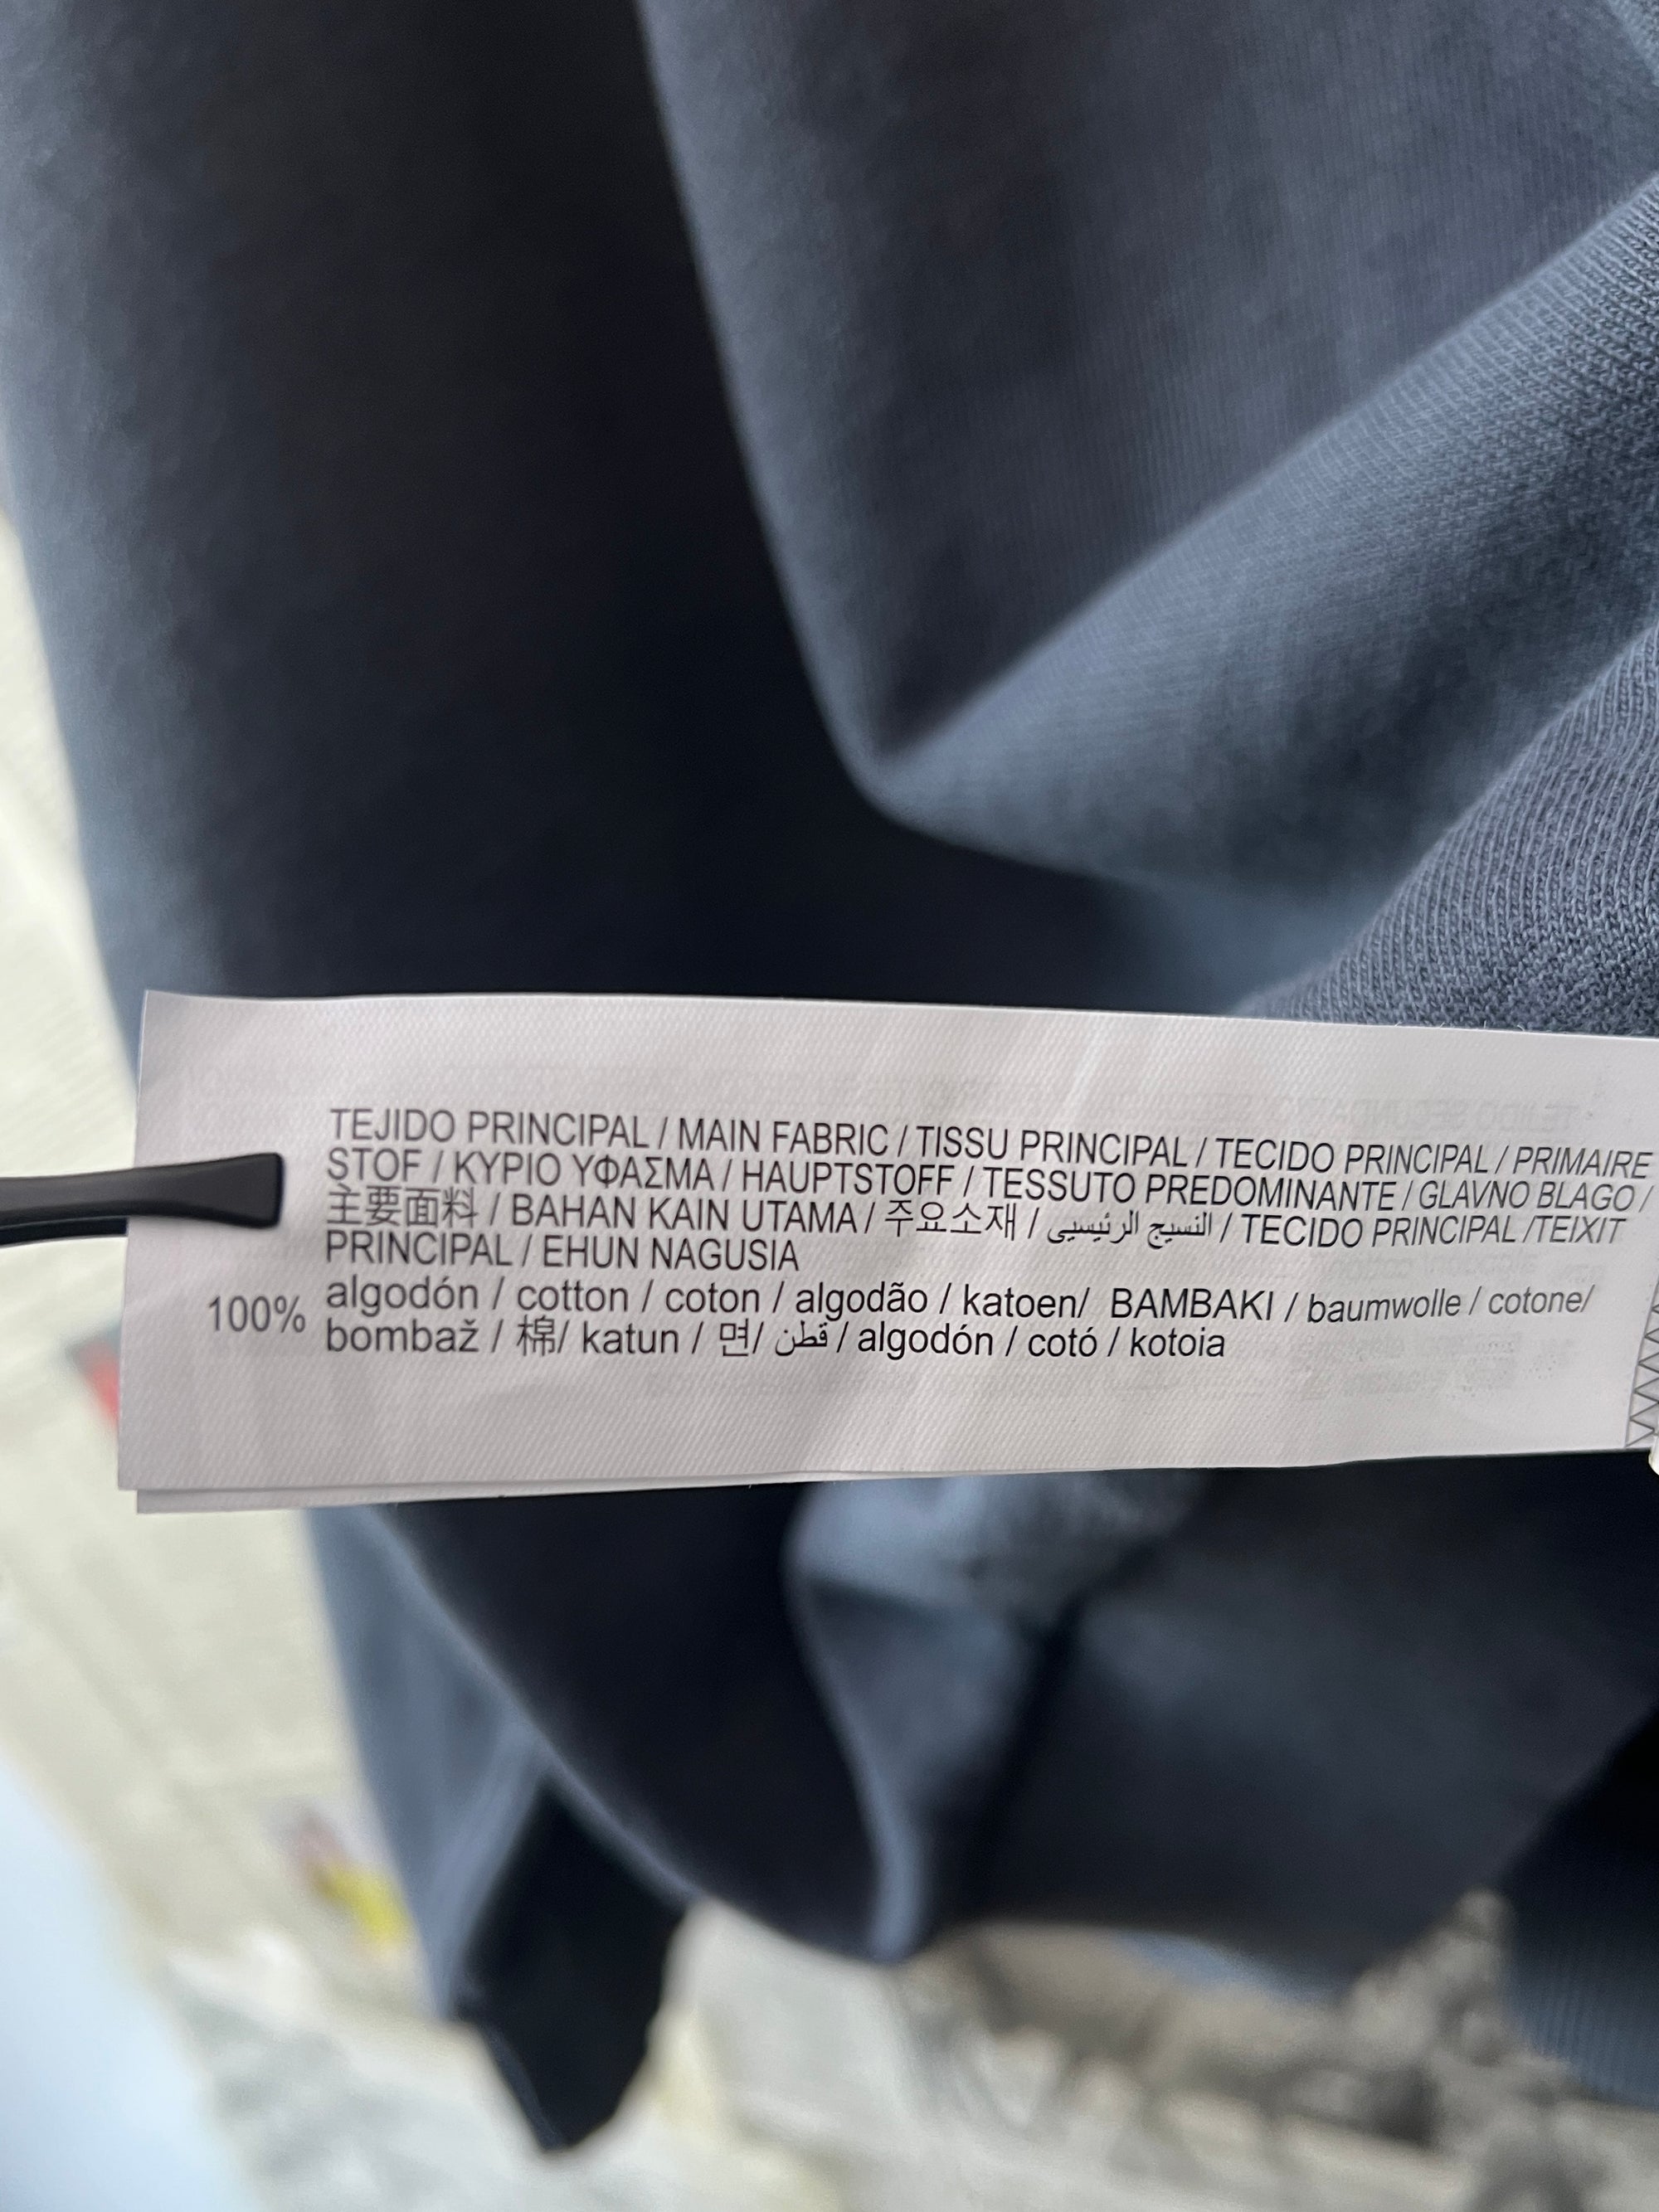 TEJIDO PRINCIPAL / MAIN FABRIC / TISSU PRINCIPAL / TECIDO PRINCIPAL / PRIMAIRE
STOF / ΚΥΡΙΟ ΥΦΑΣΜΑ / HAUPTSTOFF / TESSUTO PREDOMINANTE / GLAVNO BLAGO /
主要面料 / BAHAN KAIN UTAMA / 주요소재 / النسيج الرئيسيى / TECIDO PRINCIPAL /TEIXIT
PRINCIPAL / EHUN NAGUSIA
100% algodón / cotton / coton / algodão / katoen/ BAMBAKI / baumwolle / cotone/
bombaž / 棉/ katun / 면/ قطن / algodón / cotó / kotoia